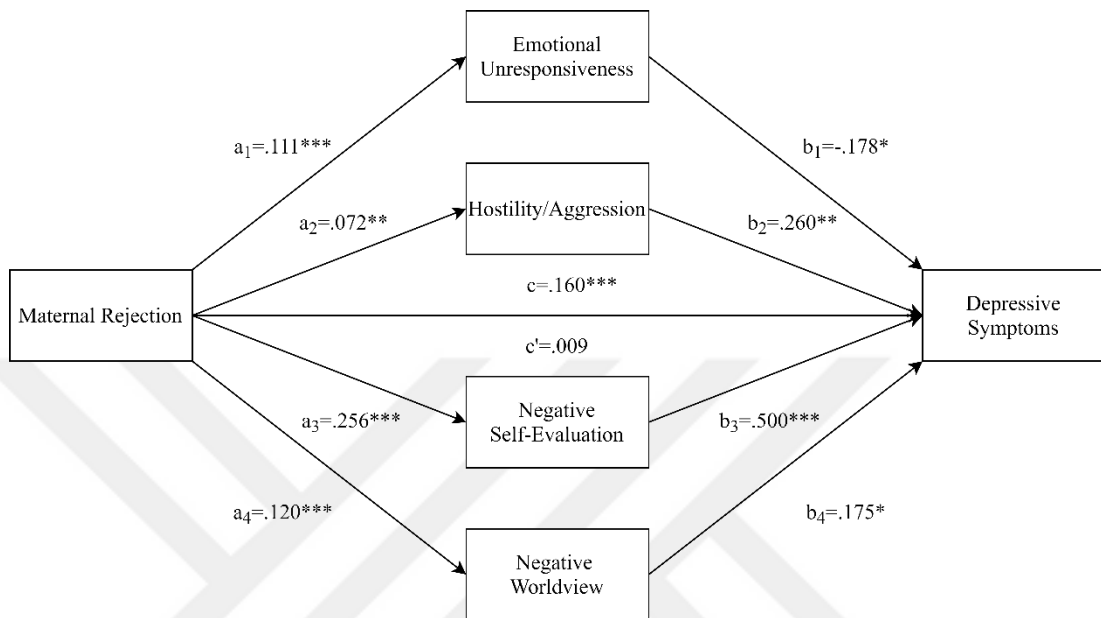 Emotional
Unresponsiveness
a1=.111***
b1=-.178*
Hostility/Aggression
a2=.072**
b2=.260**
c=.160***
Maternal Rejection
Depressive
Symptoms
c'=.009
Negative
Self-Evaluation
a3=.256***
b3=.500***
a4=.120***
b4=.175*
Negative
Worldview